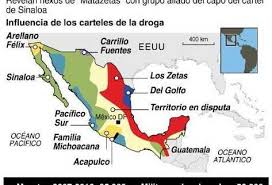 Revelan nexos de "Matazetas" con grupo aliado del capo del cartel
de Sinaloa
Influencia de los carteles de la droga
Arellano
Félix
Carrillo
Fuentes
EEUU
400 km
Sinaloa
Los Zetas
Del Golfo
Territorio en disputa
Pacífico
Sur
México DF
Familia
Michoacana
Acapulco
Guatemala
OCÉANO
PACÍFICO
OCÉANO
ATLÁNTICO